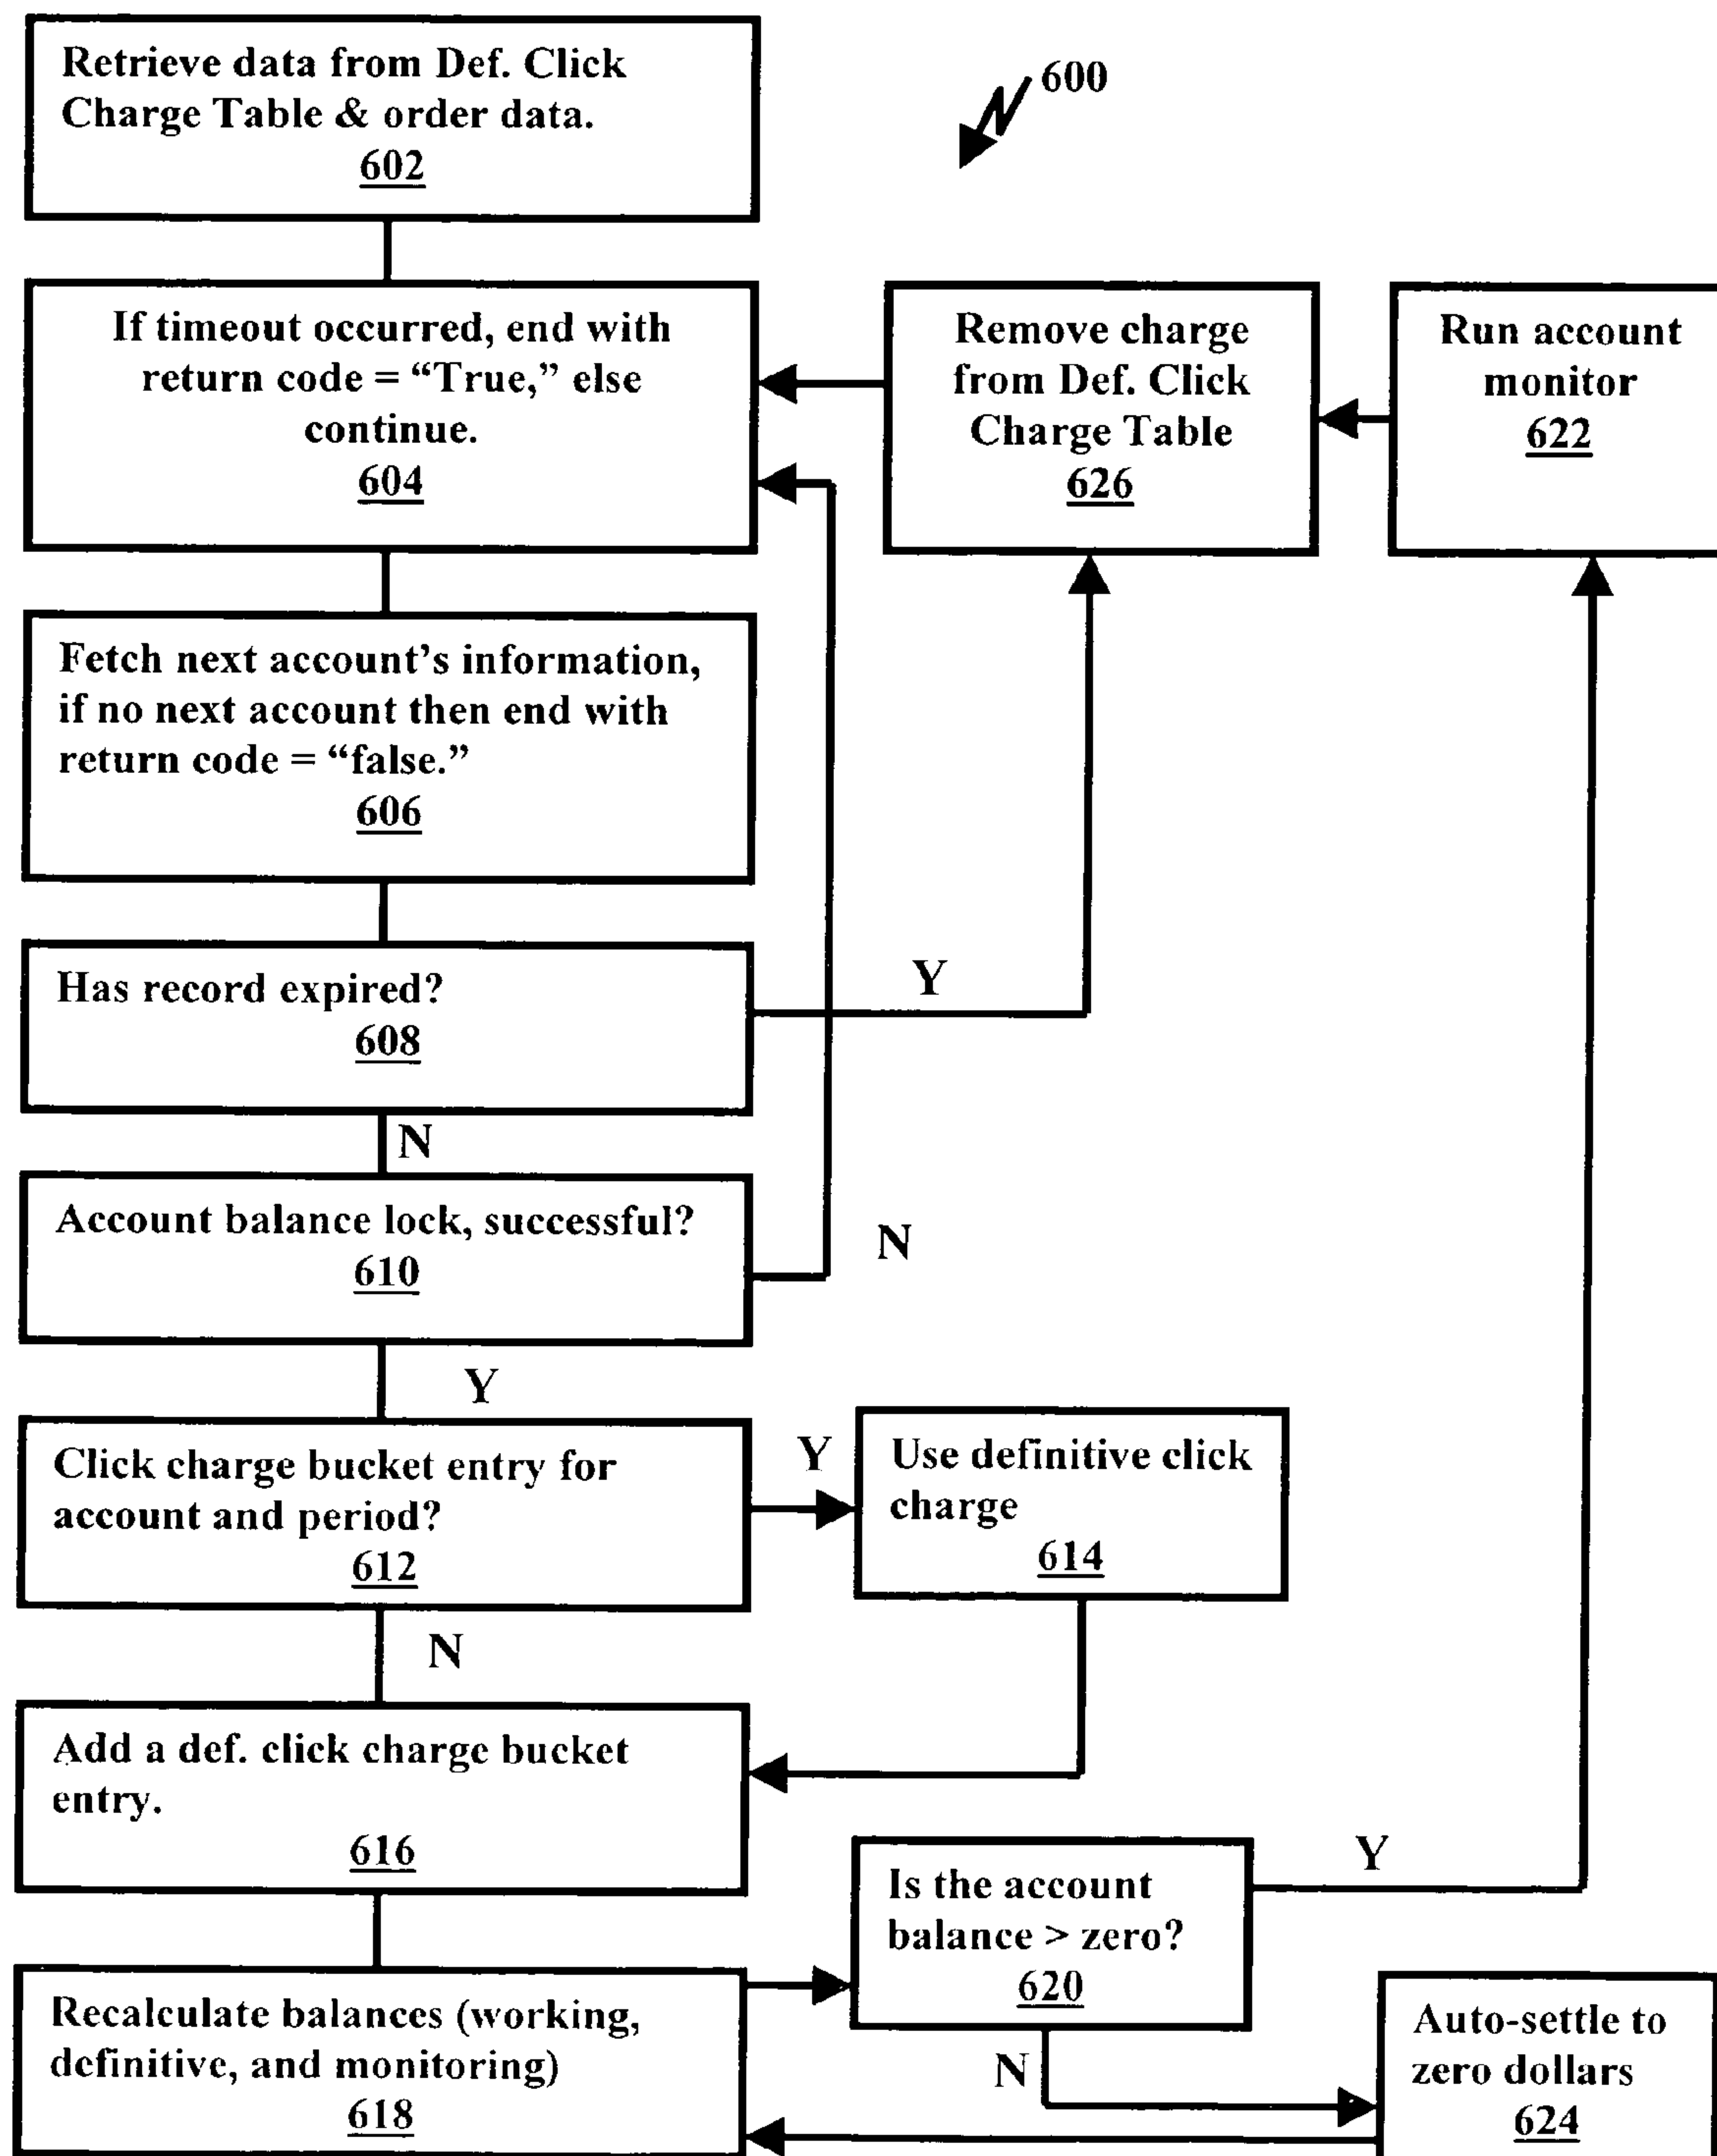 Retrieve data from Def. Click
Charge Table & order data.
602
600
If timeout occurred, end with
return code = “True,” else
continue.
604
Remove charge
from Def. Click
Charge Table
626
Run account
monitor
622
Fetch next account’s information,
if no next account then end with
return code = “false.”
606
Has record expired?
608
Y
N
Account balance lock, successful?
610
N
Y
Click charge bucket entry for
account and period?
612
Y
Use definitive click
charge
614
N
Add a def. click charge bucket
entry.
616
Is the account
balance > zero?
620
Y
N
Recalculate balances (working,
definitive, and monitoring)
618
Auto-settle to
zero dollars
624